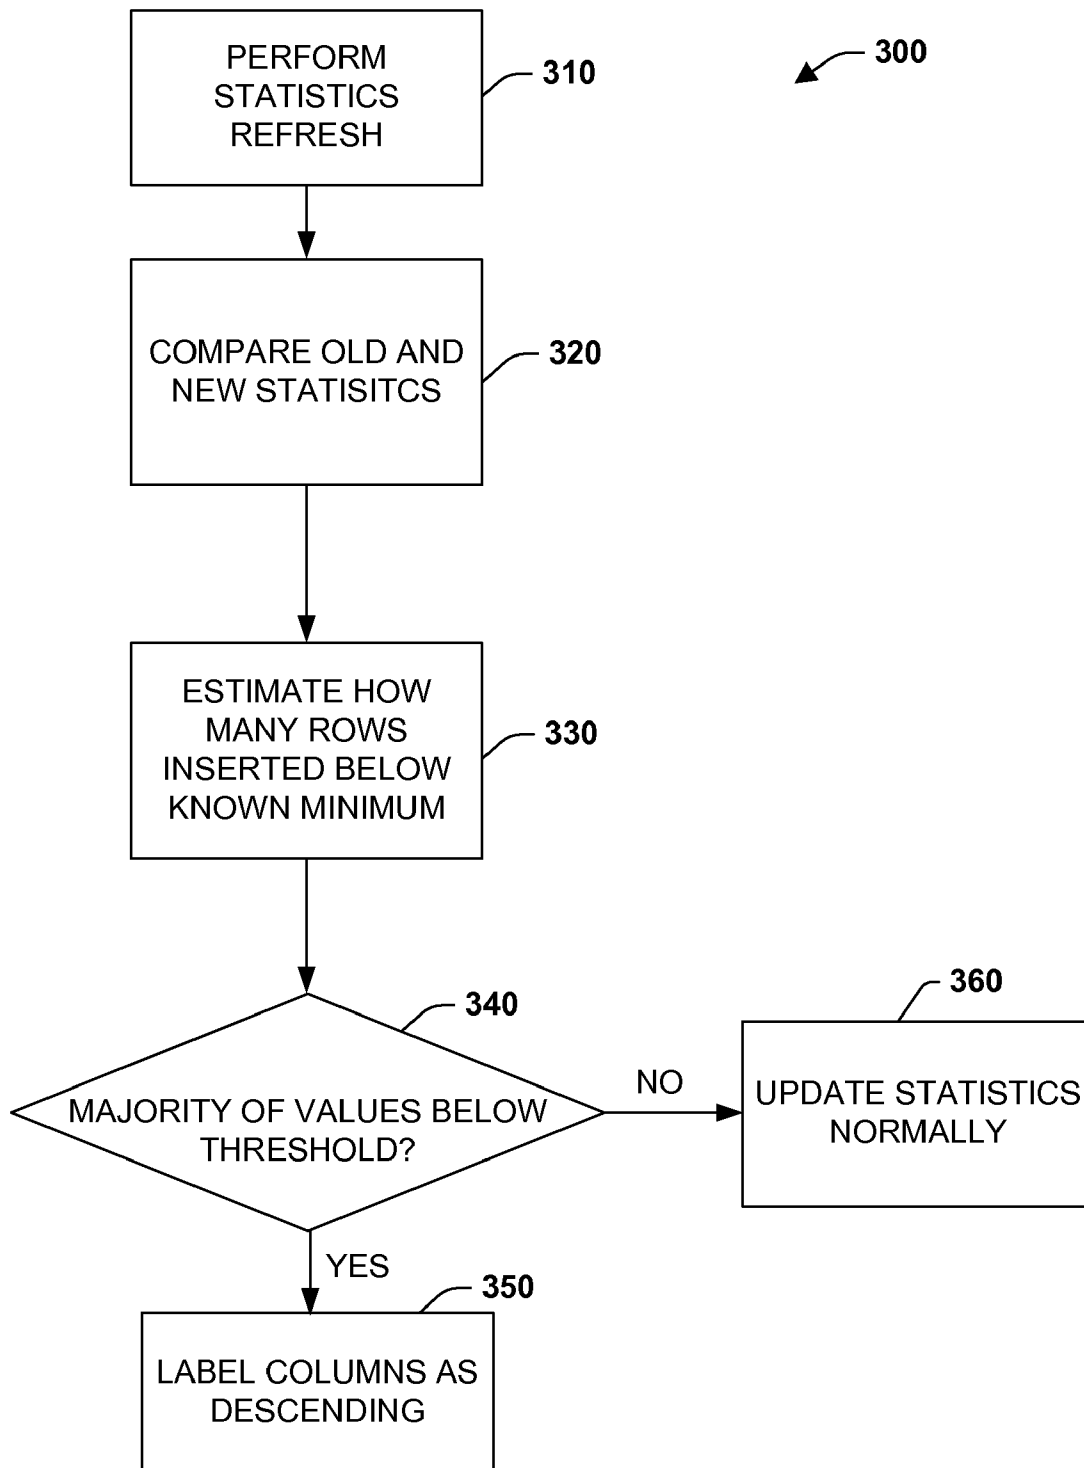 PERFORM
STATISTICS
REFRESH
310
300
COMPARE OLD AND
NEW STATISITCS
320
ESTIMATE HOW
MANY ROWS
INSERTED BELOW
KNOWN MINIMUM
330
340
MAJORITY OF VALUES BELOW
THRESHOLD?
NO
360
UPDATE STATISTICS
NORMALLY
YES
350
LABEL COLUMNS AS
DESCENDING